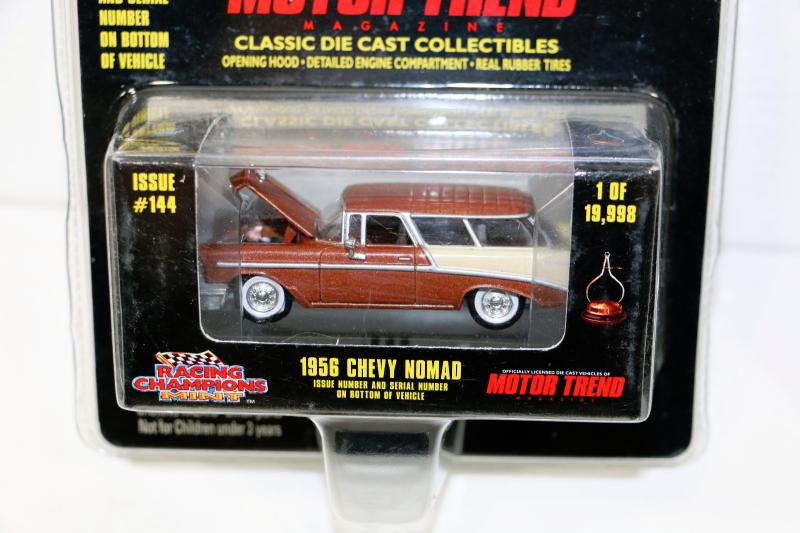 AND SERIAL
NUMBER
ON BOTTOM
OF VEHICLE
MOTOR TREND
MAGAZINE
CLASSIC DIE CAST COLLECTIBLES
OPENING HOOD • DETAILED ENGINE COMPARTMENT • REAL RUBBER TIRES
ISSUE
#144
1 OF
19,998
RACING
CHAMPIONS
MINT
TM
1956 CHEVY NOMAD
ISSUE NUMBER AND SERIAL NUMBER
ON BOTTOM OF VEHICLE
OFFICIALLY LICENSED DIE CAST VEHICLES OF
MOTOR TREND
MAGAZINE
Not for Children under 3 years